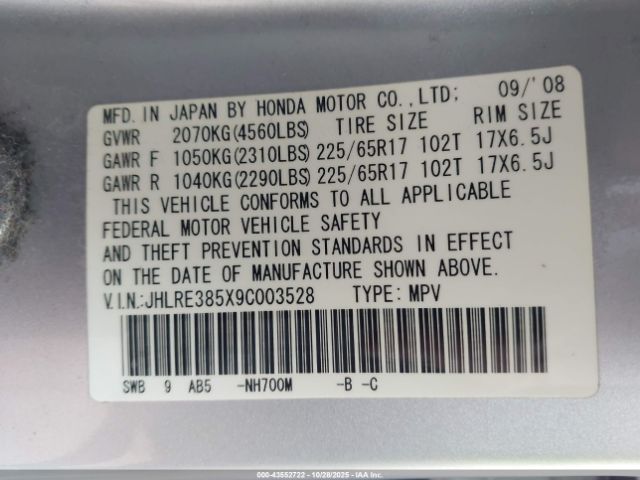 MFD. IN JAPAN BY HONDA MOTOR CO.,LTD; 09/'08
GVWR 2070KG(4560LBS) TIRE SIZE RIM SIZE
GAWR F 1050KG(2310LBS) 225/65R17 102T 17X6.5J
GAWR R 1040KG(2290LBS) 225/65R17 102T 17X6.5J
THIS VEHICLE CONFORMS TO ALL APPLICABLE
FEDERAL MOTOR VEHICLE SAFETY
AND THEFT PREVENTION STANDARDS IN EFFECT
ON THE DATE OF MANUFACTURE SHOWN ABOVE.
V.I.N.:JHLRE385X9C003528 TYPE: MPV
SWB 9 AB5 -NH700M -B -C
000-43552722 | 10/28/2025 | IAA, Inc.